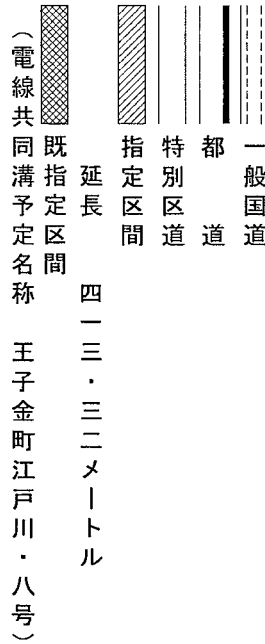 一般国道
都道
特別区道
指定区間
延長 四一三・三二メートル
既指定区間
（電線共同溝予定名称 王子金町江戸川・八号）